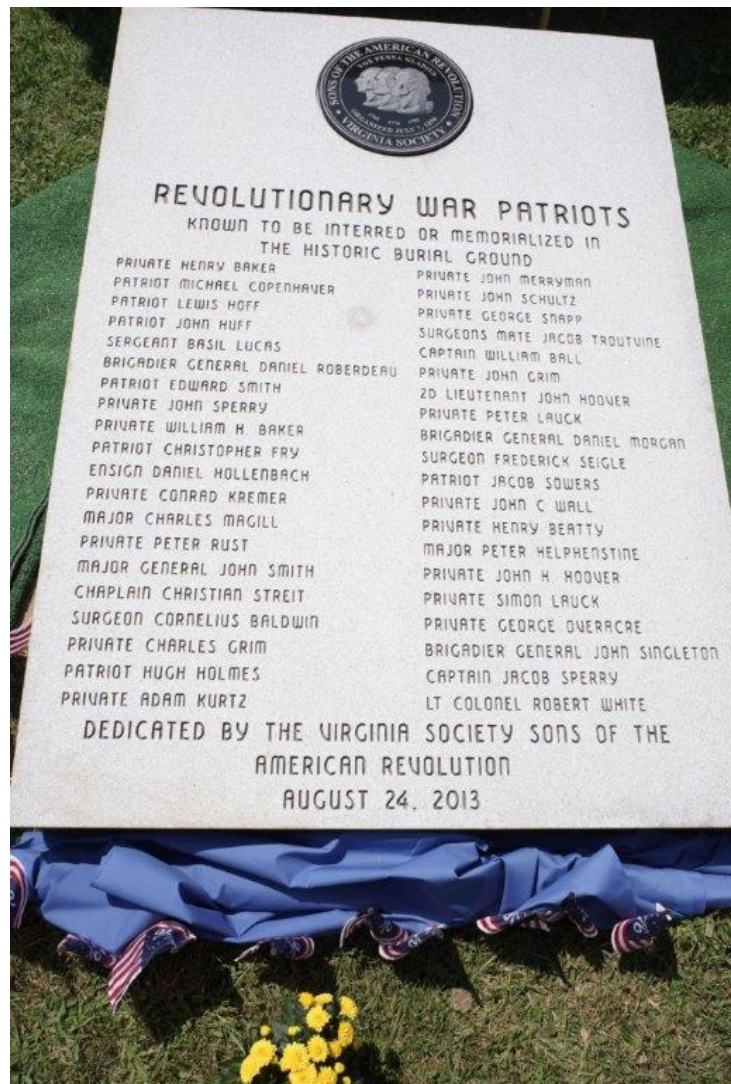 SONS OF THE AMERICAN REVOLUTION
ORGANIZED JULY
VIRGINIA SOCIETY
REVOLUTIONARY WAR PATRIOTS
KNOWN TO BE INTERRED OR MEMORIALIZED IN
THE HISTORIC BURIAL GROUND
PRIVATE HENRY BAKER
PATRIOT MICHAEL COPENHAVER
PATRIOT LEWIS HOFF
PATRIOT JOHN HUFF
SERGEANT BASIL LUCAS
BRIGADIER GENERAL DANIEL ROBERDEAU
PATRIOT EDWARD SMITH
PRIVATE JOHN SPERRY
PRIVATE WILLIAM H. BAKER
PATRIOT CHRISTOPHER FRY
ENSIGN DANIEL HOLLENBACH
PRIVATE CONRAD KREMER
MAJOR CHARLES MAGILL
PRIVATE PETER RUST
MAJOR GENERAL JOHN SMITH
CHAPLAIN CHRISTIAN STREIT
SURGEON CORNELIUS BALDWIN
PRIVATE CHARLES GRIM
PATRIOT HUGH HOLMES
PRIVATE ADAM KURTZ
PRIVATE JOHN MERRYMAN
PRIVATE JOHN SCHULTZ
PRIVATE GEORGE SNAPP
SURGEONS MATE JACOB TROUTVINE
CAPTAIN WILLIAM BALL
PRIVATE JOHN GRIM
2D LIEUTENANT JOHN HOOVER
PRIVATE PETER LAUCK
BRIGADIER GENERAL DANIEL MORGAN
SURGEON FREDERICK SEIGLE
PATRIOT JACOB SOWERS
PRIVATE JOHN C WALL
PRIVATE HENRY BEATTY
MAJOR PETER HELPHENSTINE
PRIVATE JOHN H. HOOVER
PRIVATE SIMON LAUCK
PRIVATE GEORGE OVERACRE
BRIGADIER GENERAL JOHN SINGLETON
CAPTAIN JACOB SPERRY
LT COLONEL ROBERT WHITE
DEDICATED BY THE VIRGINIA SOCIETY SONS OF THE
AMERICAN REVOLUTION
AUGUST 24, 2013